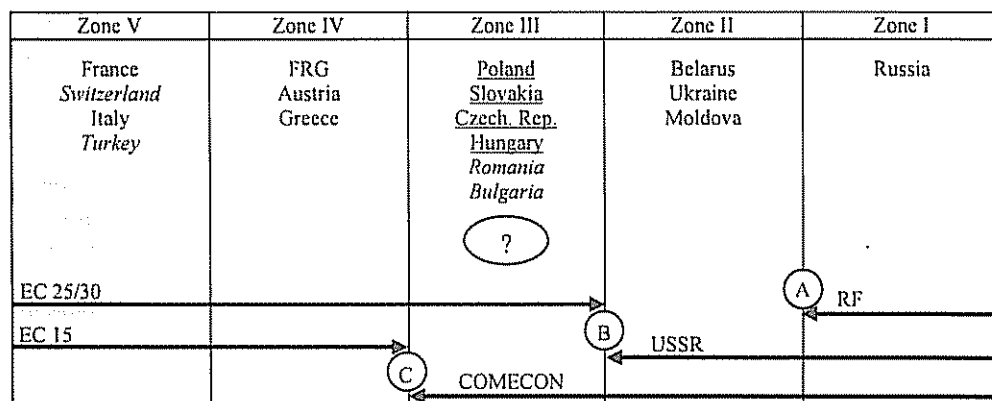 Zone V Zone IV Zone III Zone II Zone I
France FRG Poland Belarus Russia
Switzerland Austria Slovakia Ukraine
Italy Greece Czech. Rep. Moldova
Turkey Hungary
Romania
Bulgaria
?
EC 25/30 A RF
EC 15 B USSR
C COMECON